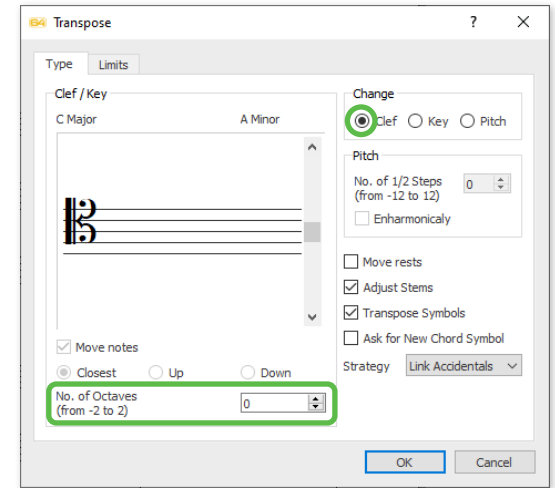 64 Transpose
Type Limits
Clef / Key
C Major A Minor
Move notes
Closest Up Down
No. of Octaves
(from -2 to 2)
0
Change
Clef Key Pitch
Pitch
No. of 1/2 Steps
(from -12 to 12)
0
Enharmonicaly
Move rests
Adjust Stems
Transpose Symbols
Ask for New Chord Symbol
Strategy Link Accidentals
OK Cancel